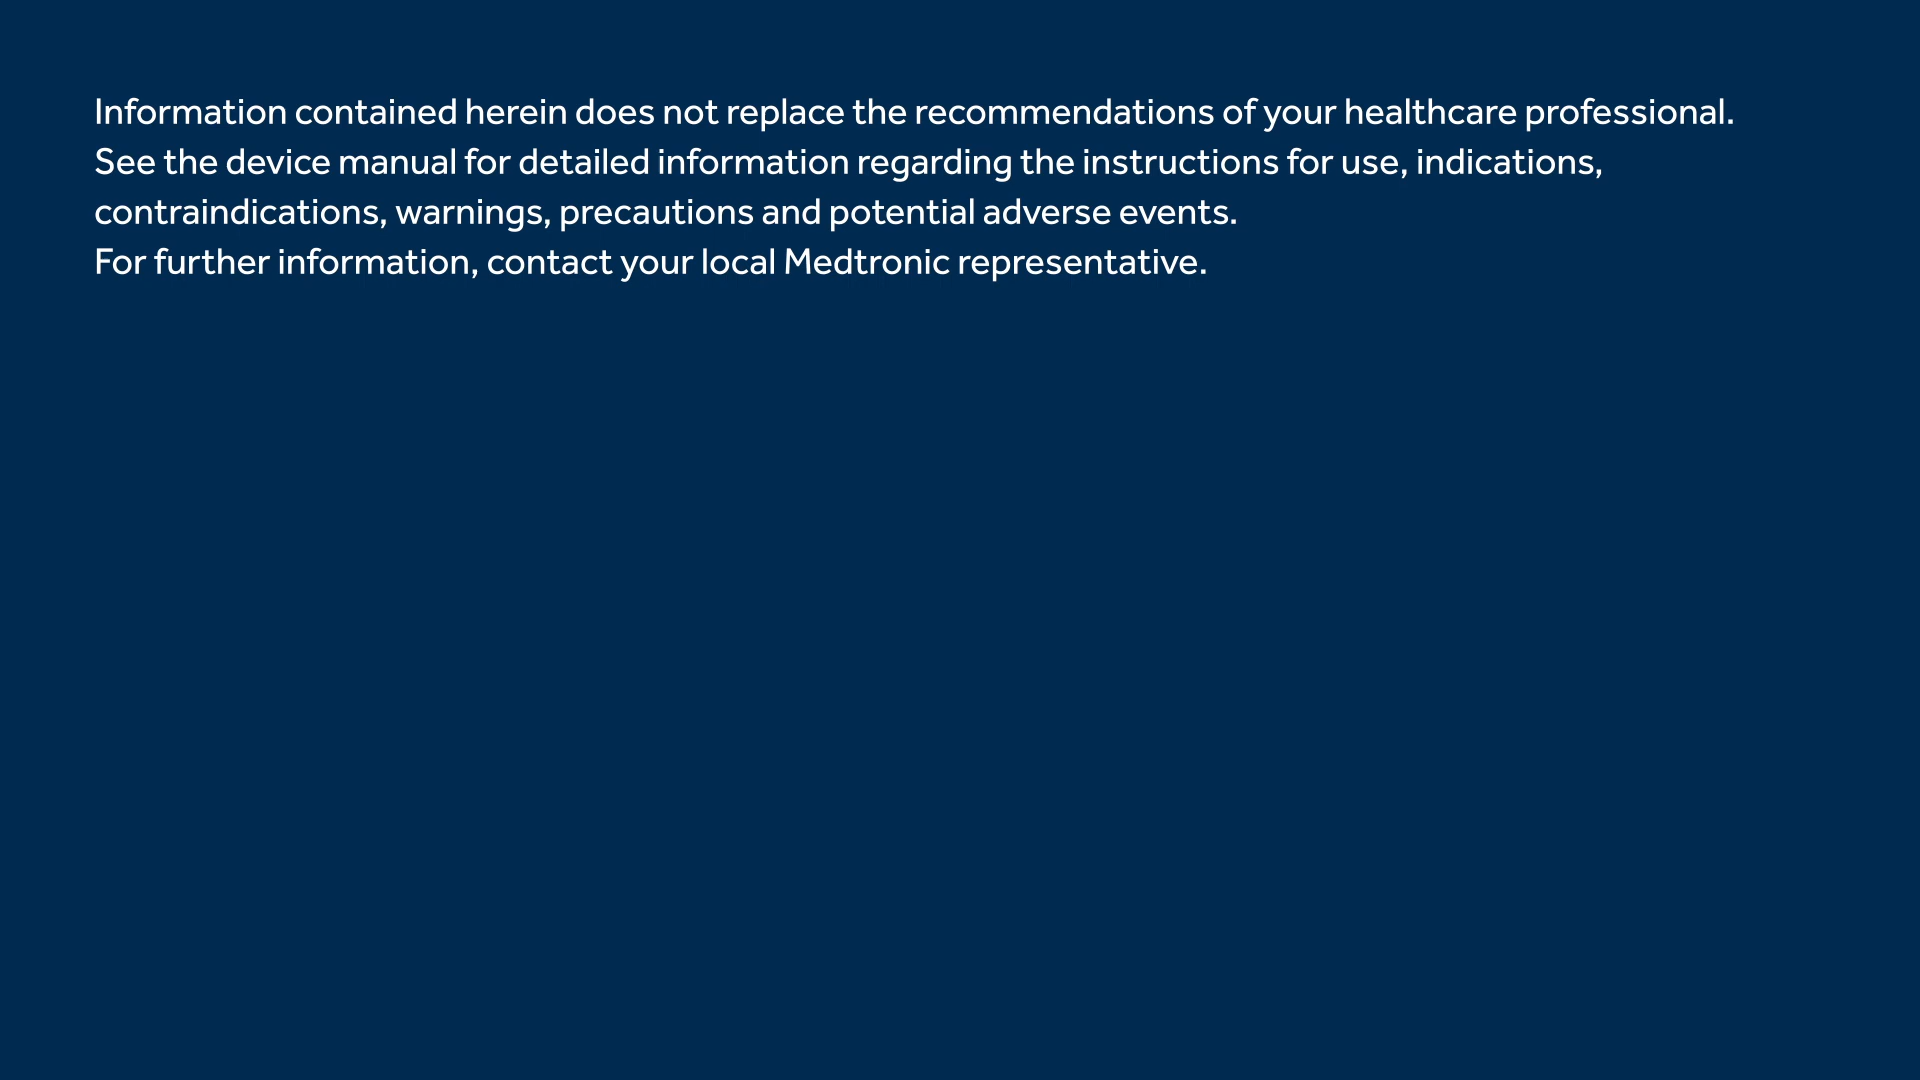 Information contained herein does not replace the recommendations of your healthcare professional.
See the device manual for detailed information regarding the instructions for use, indications,
contraindications, warnings, precautions and potential adverse events.
For further information, contact your local Medtronic representative.